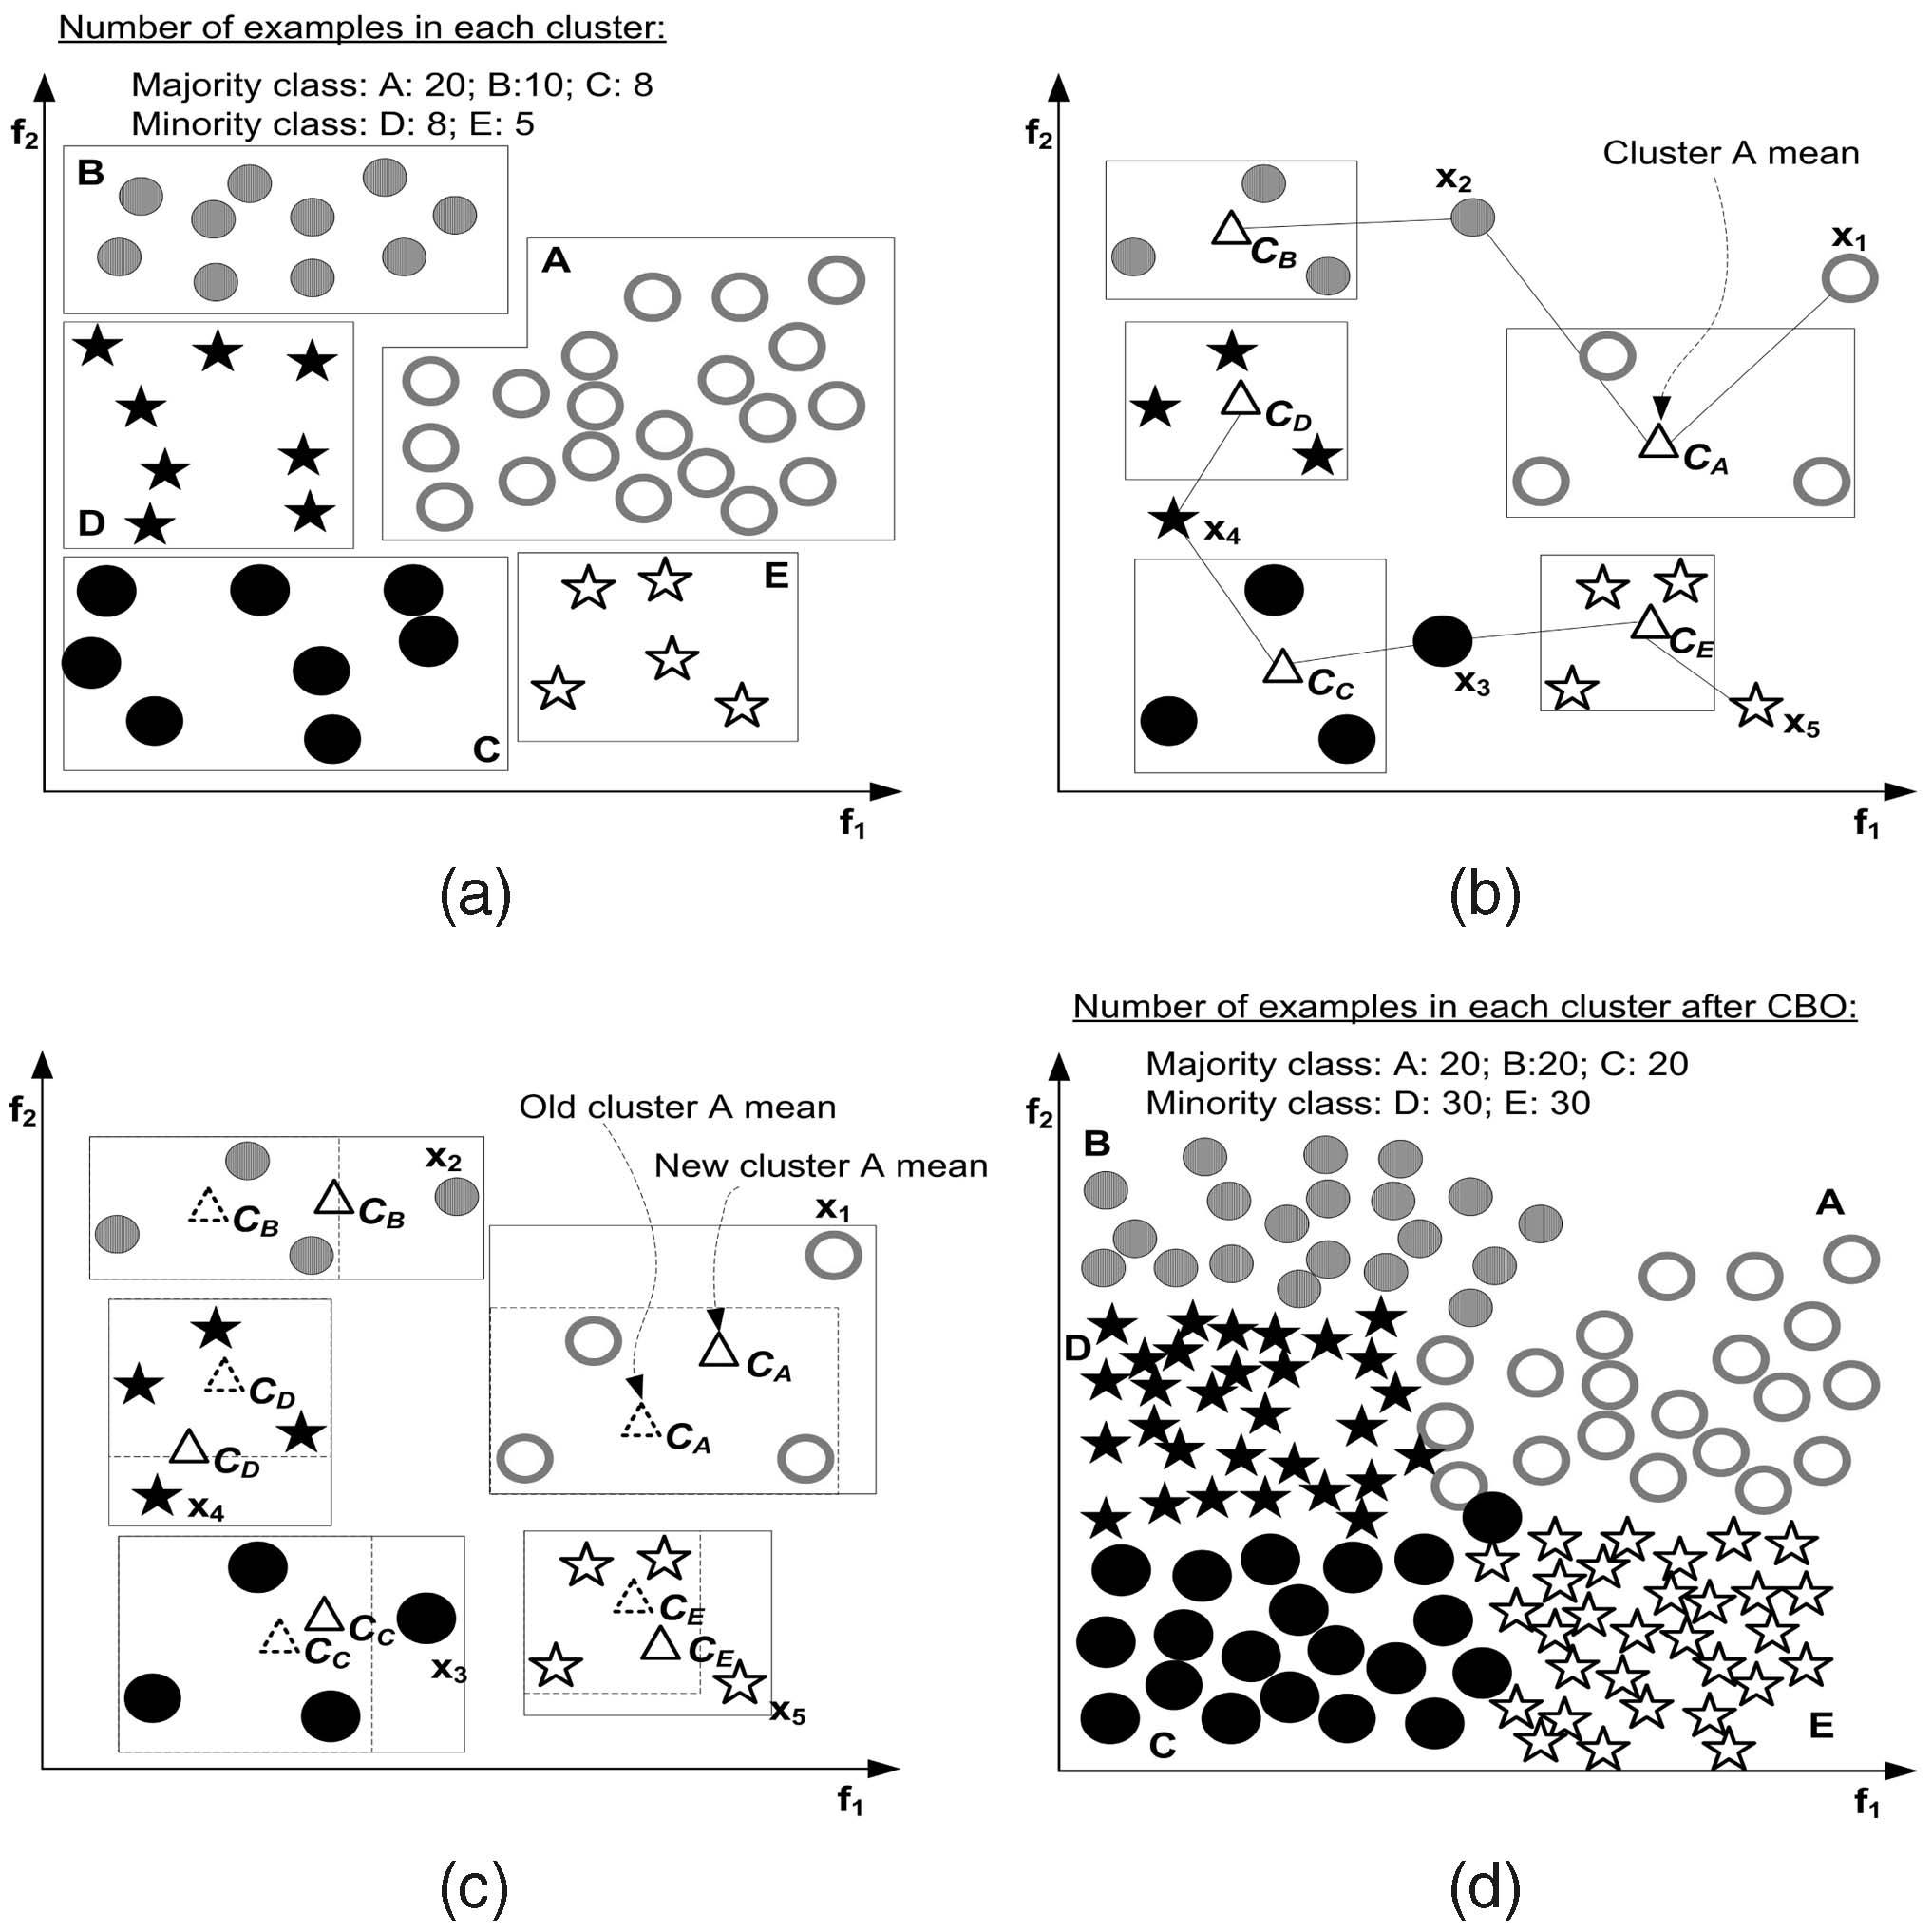 Number of examples in each cluster:
Majority class: A: 20; B:10; C: 8
Minority class: D: 8; E: 5
f2
B
A
D
E
C
f1
(a)
f2
Cluster A mean
x2
x1
CB
CD
CA
x4
CE
CC
x3
x5
f1
(b)
f2
Old cluster A mean
New cluster A mean
x2
x1
CB
CB
CA
CD
CA
CD
x4
CE
CC
CE
CC
x3
x5
f1
(c)
Number of examples in each cluster after CBO:
Majority class: A: 20; B:20; C: 20
Minority class: D: 30; E: 30
f2
B
A
D
E
C
f1
(d)